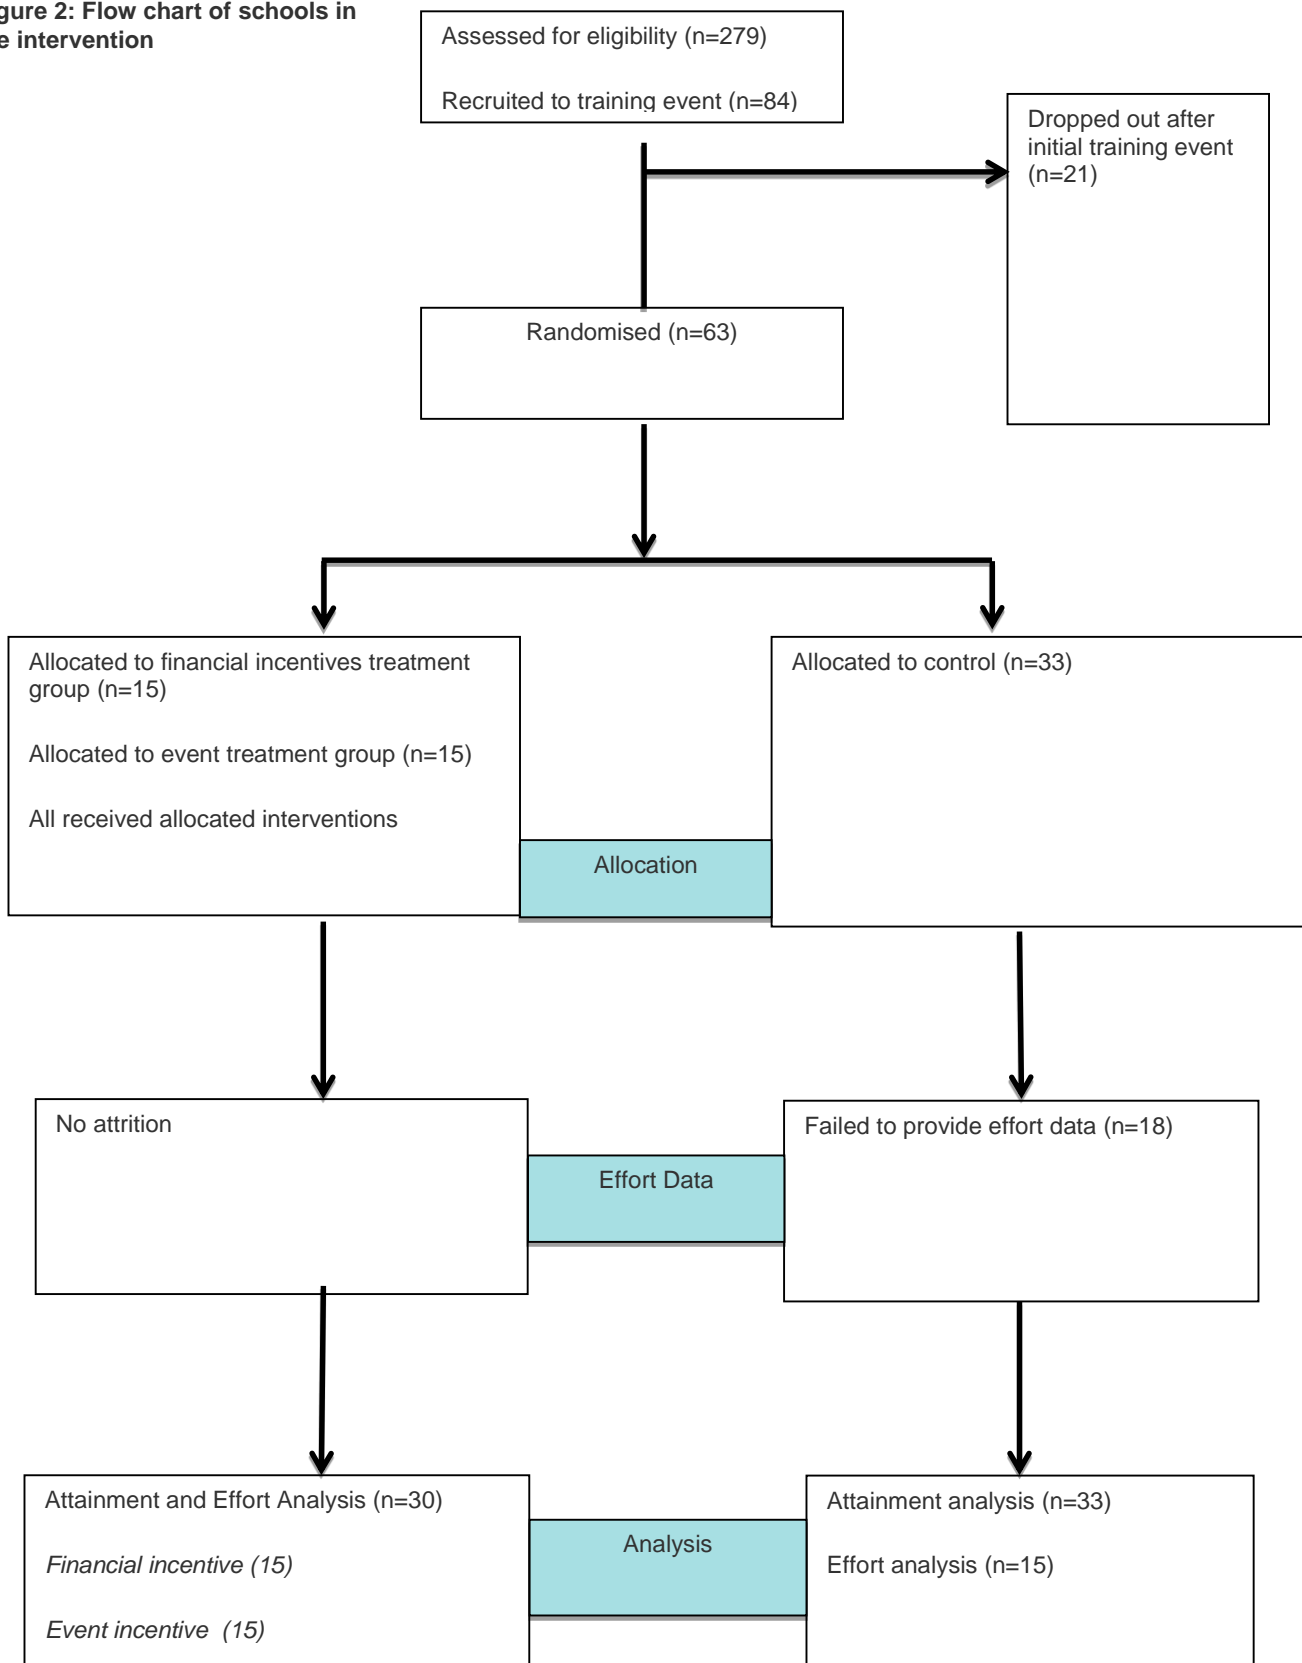 gure 2: Flow chart of schools in
e intervention
Assessed for eligibility (n=279)
Recruited to training event (n=84)
Dropped out after
initial training event
(n=21)
Randomised (n=63)
Allocated to financial incentives treatment
group (n=15)
Allocated to event treatment group (n=15)
All received allocated interventions
Allocated to control (n=33)
Allocation
No attrition
Failed to provide effort data (n=18)
Effort Data
Attainment and Effort Analysis (n=30)
Financial incentive (15)
Event incentive (15)
Analysis
Attainment analysis (n=33)
Effort analysis (n=15)